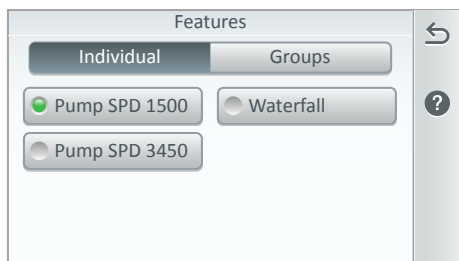 Features
Individual Groups
Pump SPD 1500 Waterfall
Pump SPD 3450
?